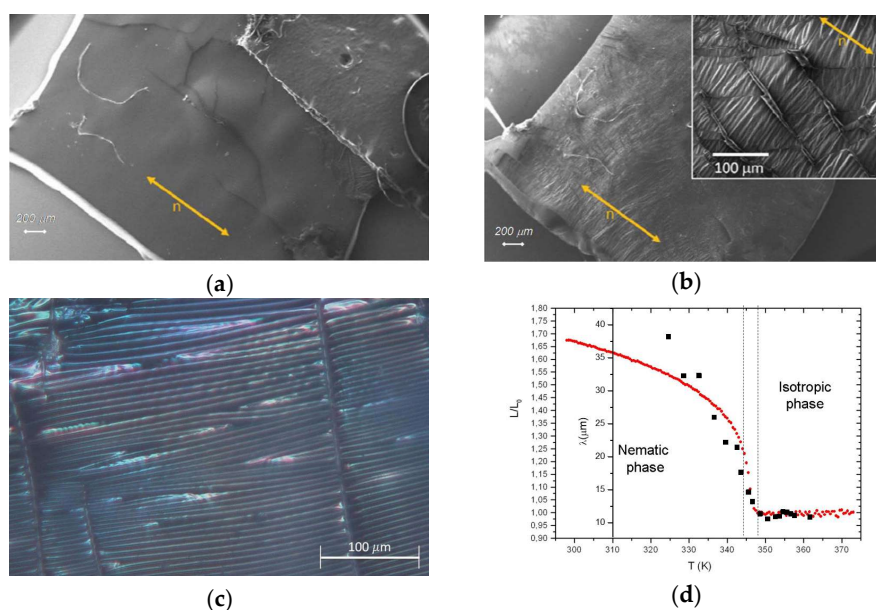 n
200 μm
n
100 μm
n
200 μm
(a)
(b)
100 μm
(c)
1,80
1,75
1,70
1,65
1,60
1,55
1,50
1,45
1,40
1,35
1,30
1,25
1,20
1,15
1,10
1,05
1,00
0,95
0,90
L/L₀
40
35
30
25
20
15
10
λ(μm)
Nematic
phase
Isotropic
phase
300 310 320 330 340 350 360 370
T (K)
(d)